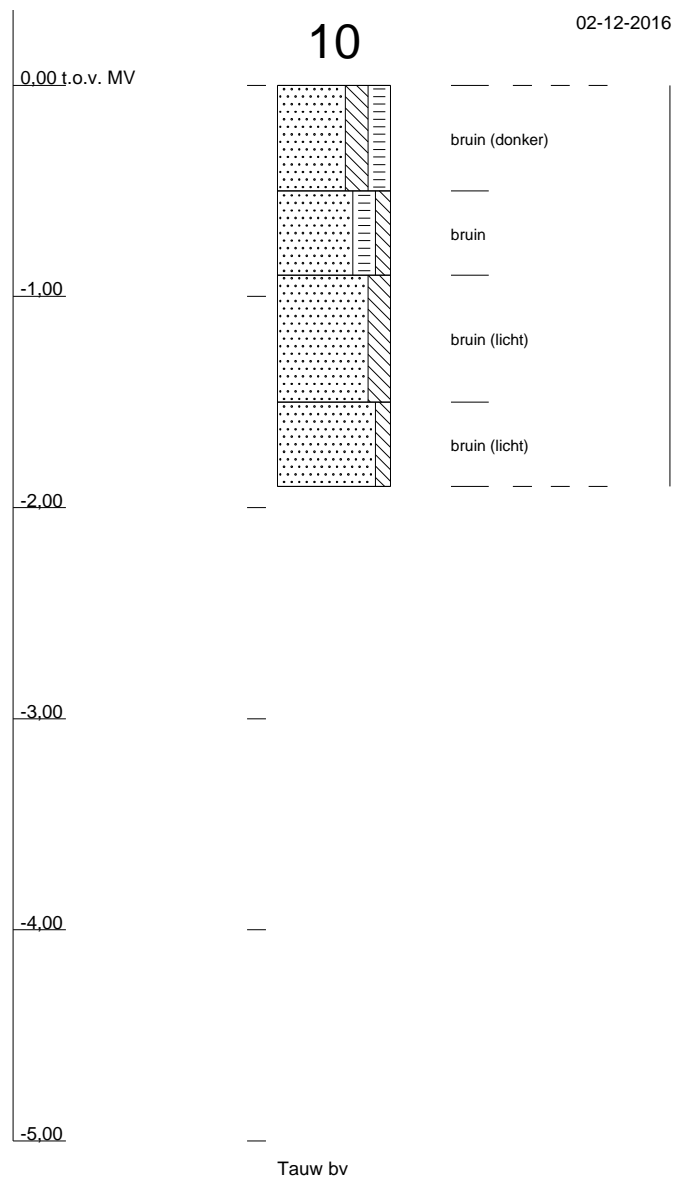 10
02-12-2016
0,00 t.o.v. MV
bruin (donker)
bruin
-1,00
bruin (licht)
bruin (licht)
-2,00
-3,00
-4,00
-5,00
Tauw bv